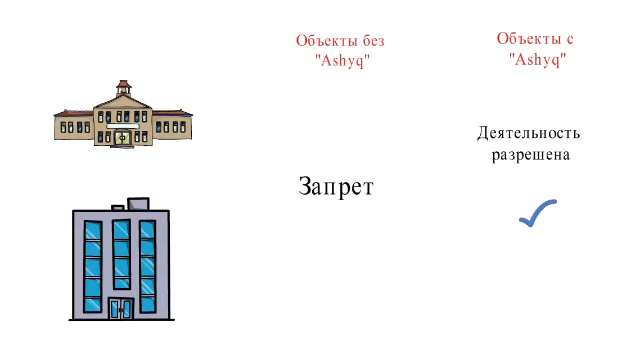 Объекты без
"Ashyq"
Объекты с
"Ashyq"
Деятельность
разрешена
Запрет